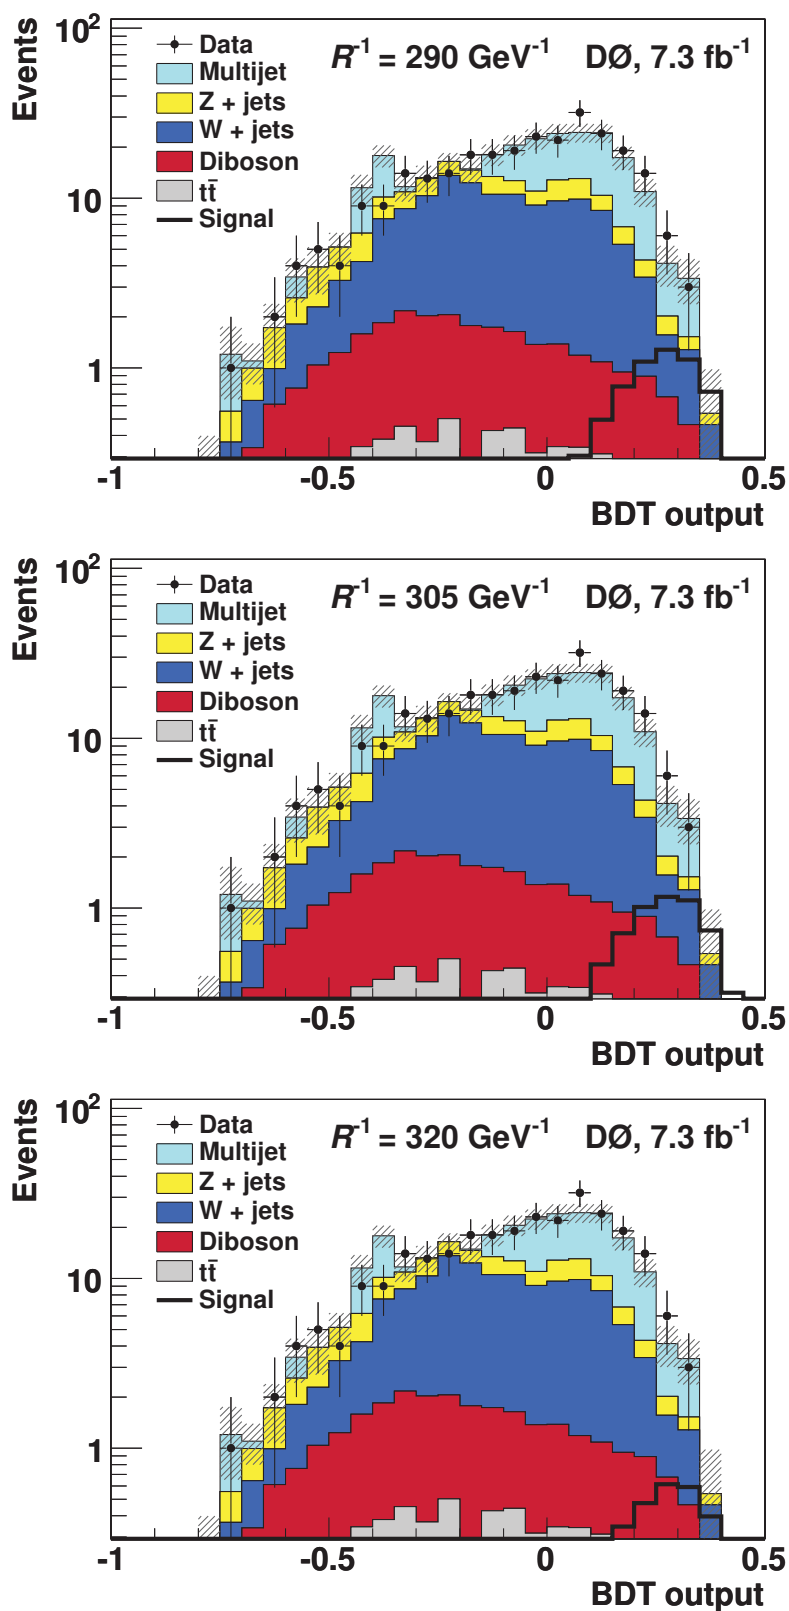 Events
10²
10
1
Data
Multijet
Z + jets
W + jets
Diboson
tt̄
Signal
R⁻¹ = 290 GeV⁻¹ DØ, 7.3 fb⁻¹
-1 -0.5 0 0.5
BDT output
Events
10²
10
1
Data
Multijet
Z + jets
W + jets
Diboson
tt̄
Signal
R⁻¹ = 305 GeV⁻¹ DØ, 7.3 fb⁻¹
-1 -0.5 0 0.5
BDT output
Events
10²
10
1
Data
Multijet
Z + jets
W + jets
Diboson
tt̄
Signal
R⁻¹ = 320 GeV⁻¹ DØ, 7.3 fb⁻¹
-1 -0.5 0 0.5
BDT output